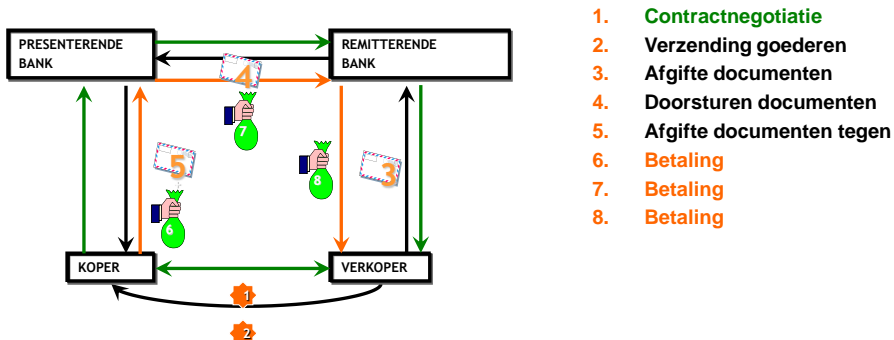 PRESENTERENDE
BANK
REMITTERENDE
BANK
4
7
5
8
3
6
KOPER
VERKOPER
1
2
1. Contractnegotiatie
2. Verzending goederen
3. Afgifte documenten
4. Doorsturen documenten
5. Afgifte documenten tegen
6. Betaling
7. Betaling
8. Betaling